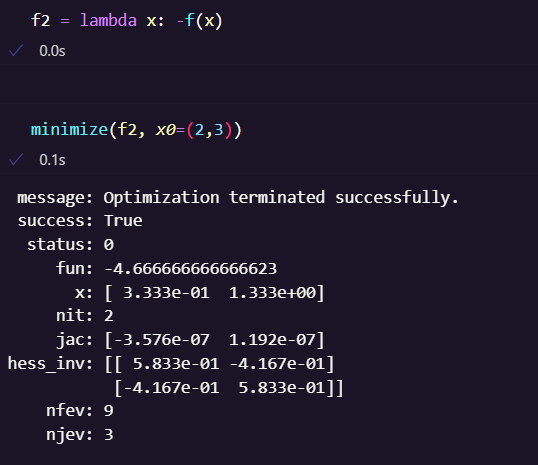 f2 = lambda x: -f(x)
0.0s
minimize(f2, x0=(2,3))
0.1s
message: Optimization terminated successfully.
success: True
status: 0
fun: -4.666666666666623
x: [ 3.333e-01  1.333e+00]
nit: 2
jac: [-3.576e-07  1.192e-07]
hess_inv: [[ 5.833e-01 -4.167e-01]
[-4.167e-01  5.833e-01]]
nfev: 9
njev: 3